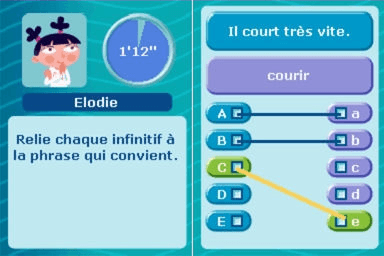 1'12"
Elodie
Relie chaque infinitif à
la phrase qui convient.
Il court très vite.
courir
A a
B b
C c
D d
E e